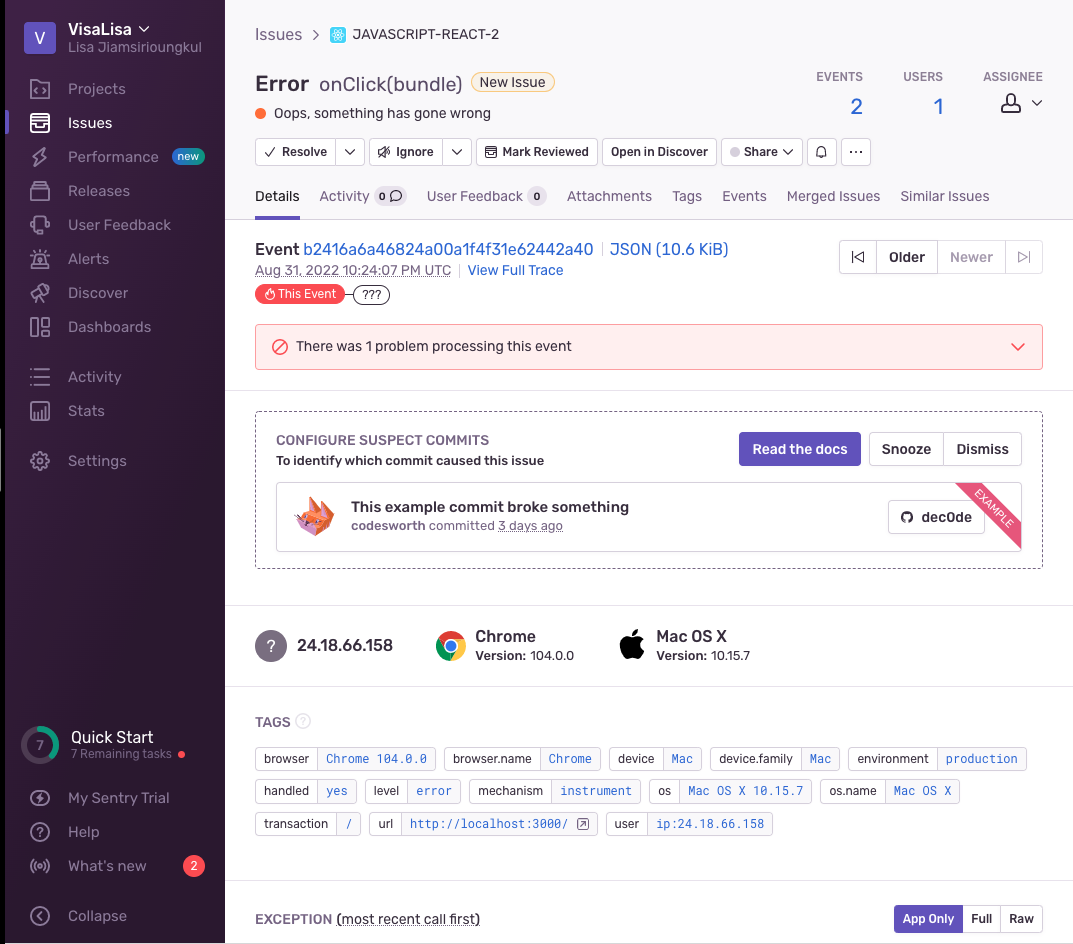 V
VisaLisa
Lisa Jiamsirioungkul
Projects
Issues
Performance new
Releases
User Feedback
Alerts
Discover
Dashboards
Activity
Stats
Settings
7
Quick Start
7 Remaining tasks
My Sentry Trial
? Help
What's new 2
Collapse
Issues > JAVASCRIPT-REACT-2
Error onClick(bundle) New Issue
EVENTS USERS ASSIGNEE
2 1
Oops, something has gone wrong
Resolve Ignore Mark Reviewed Open in Discover Share ...
Details Activity 0 User Feedback 0 Attachments Tags Events Merged Issues Similar Issues
Event b2416a6a46824a00a1f4f31e62442a40 JSON (10.6 KiB)
Aug 31, 2022 10:24:07 PM UTC View Full Trace
Older Newer
This Event ???
There was 1 problem processing this event
CONFIGURE SUSPECT COMMITS
To identify which commit caused this issue
Read the docs Snooze Dismiss
This example commit broke something
codesworth committed 3 days ago
dec0de
EXAMPLE
? 24.18.66.158
Chrome
Version: 104.0.0
Mac OS X
Version: 10.15.7
TAGS ?
browser Chrome 104.0.0 browser.name Chrome device Mac device.family Mac environment production
handled yes level error mechanism instrument os Mac OS X 10.15.7 os.name Mac OS X
transaction / url http://localhost:3000/ user ip:24.18.66.158
EXCEPTION (most recent call first)
App Only Full Raw